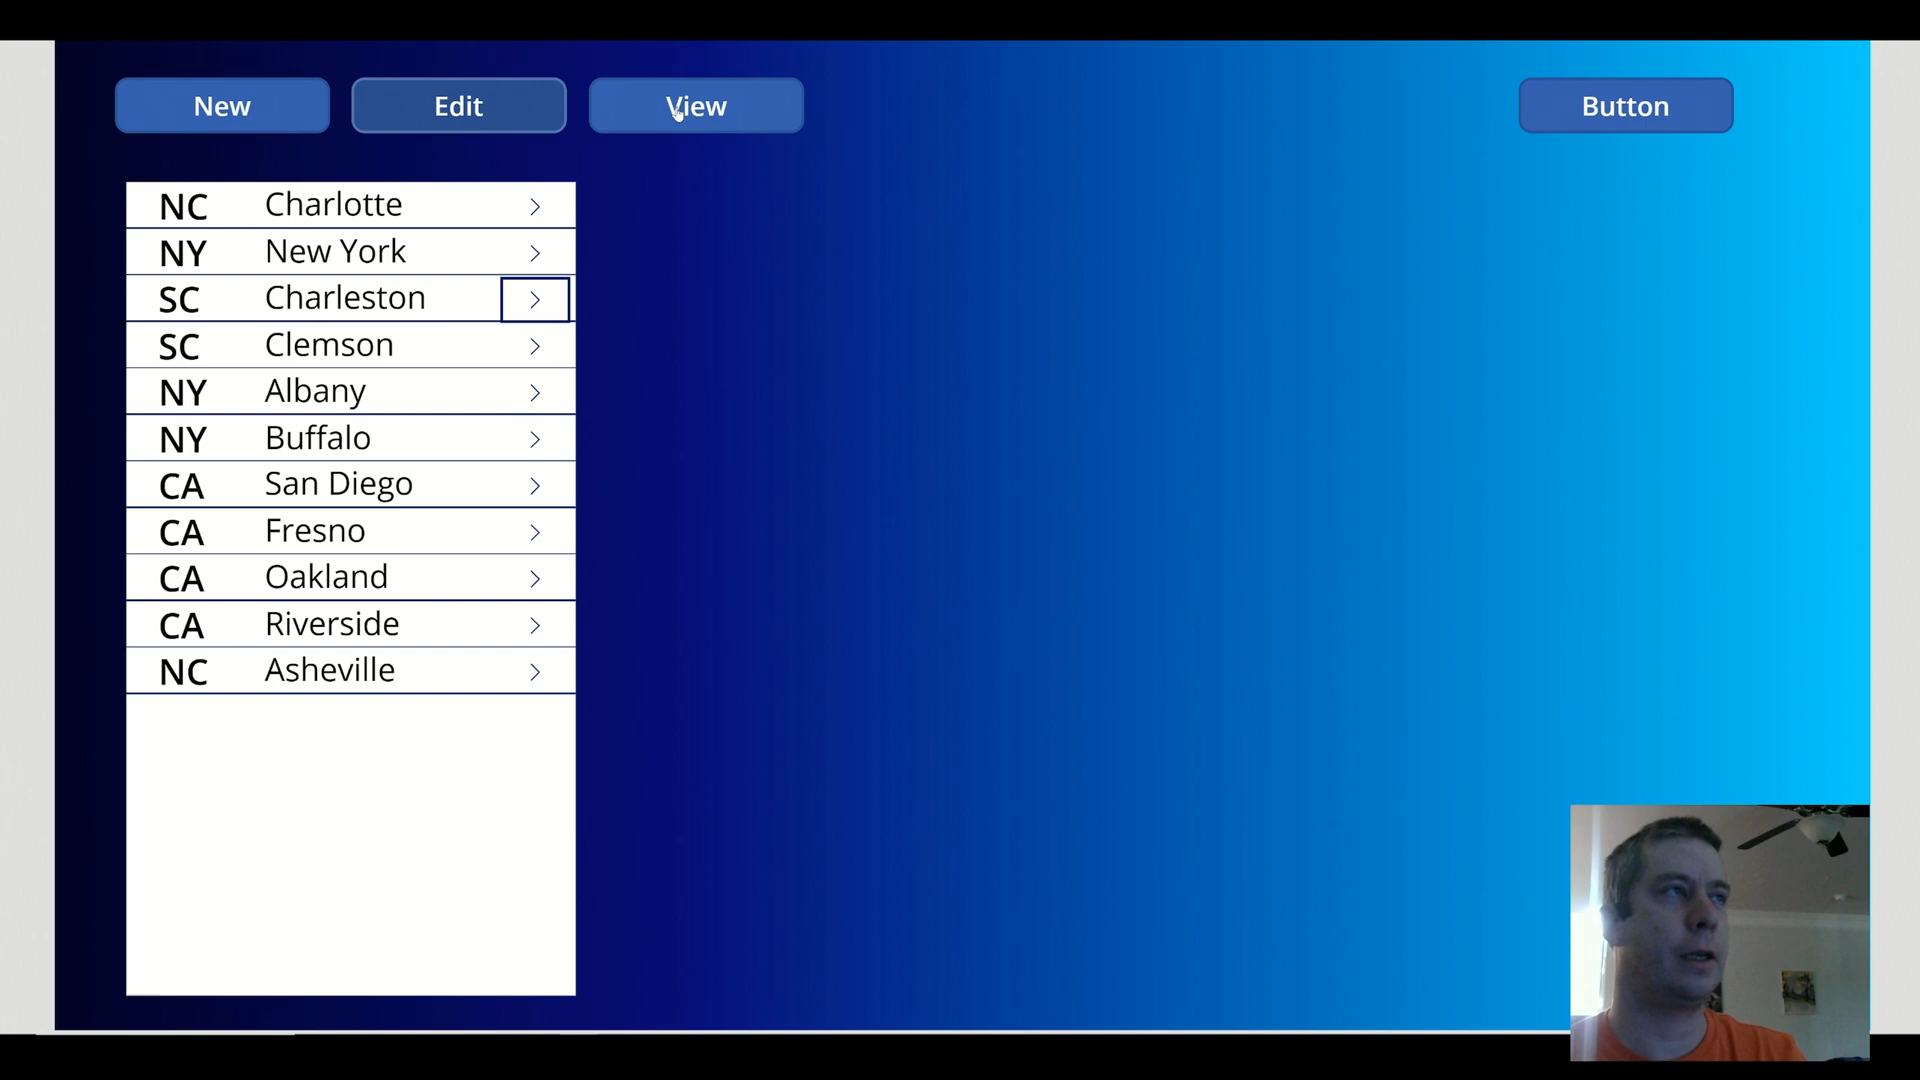 New Edit View Button
NC Charlotte
NY New York
SC Charleston
SC Clemson
NY Albany
NY Buffalo
CA San Diego
CA Fresno
CA Oakland
CA Riverside
NC Asheville